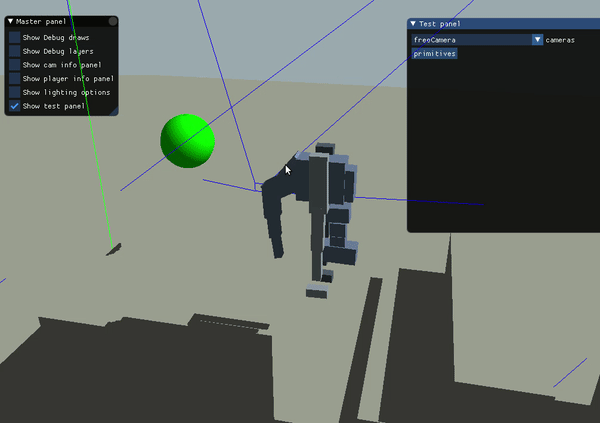 Master panel
Show Debug draws
Show Debug layers
Show cam info panel
Show player info panel
Show lighting options
Show test panel
Test panel
freeCamera cameras
primitives